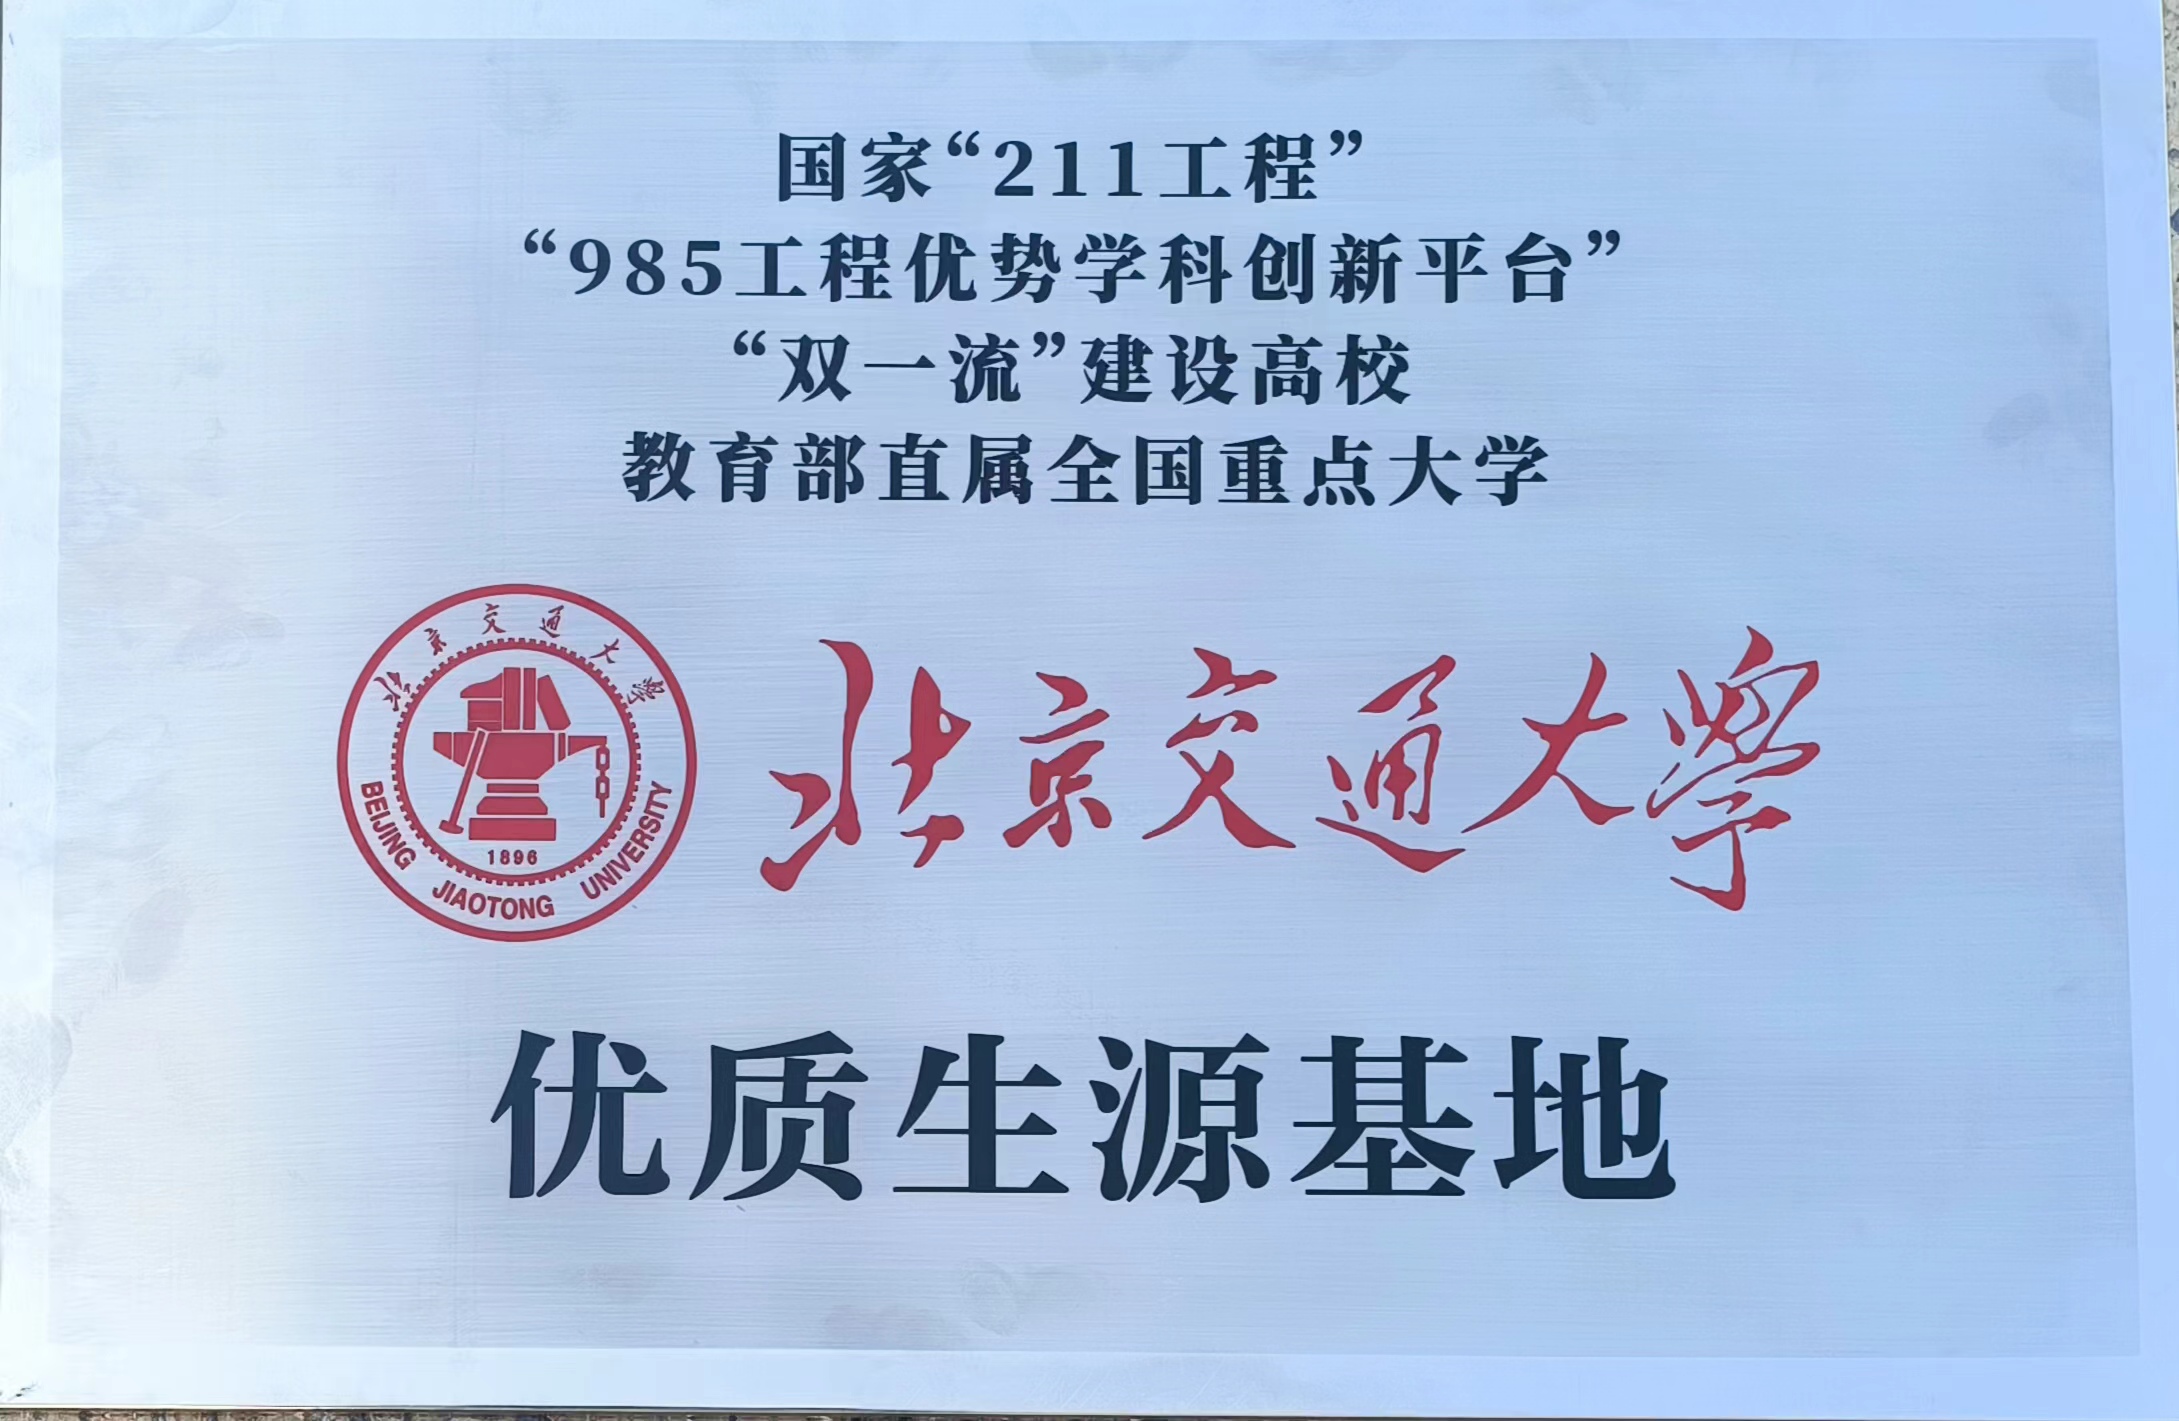 国家“211工程”
“985工程优势学科创新平台”
“双一流”建设高校
教育部直属全国重点大学
北京交通大学
1896
BEIJING JIAOTONG UNIVERSITY
北京交通大學
优质生源基地